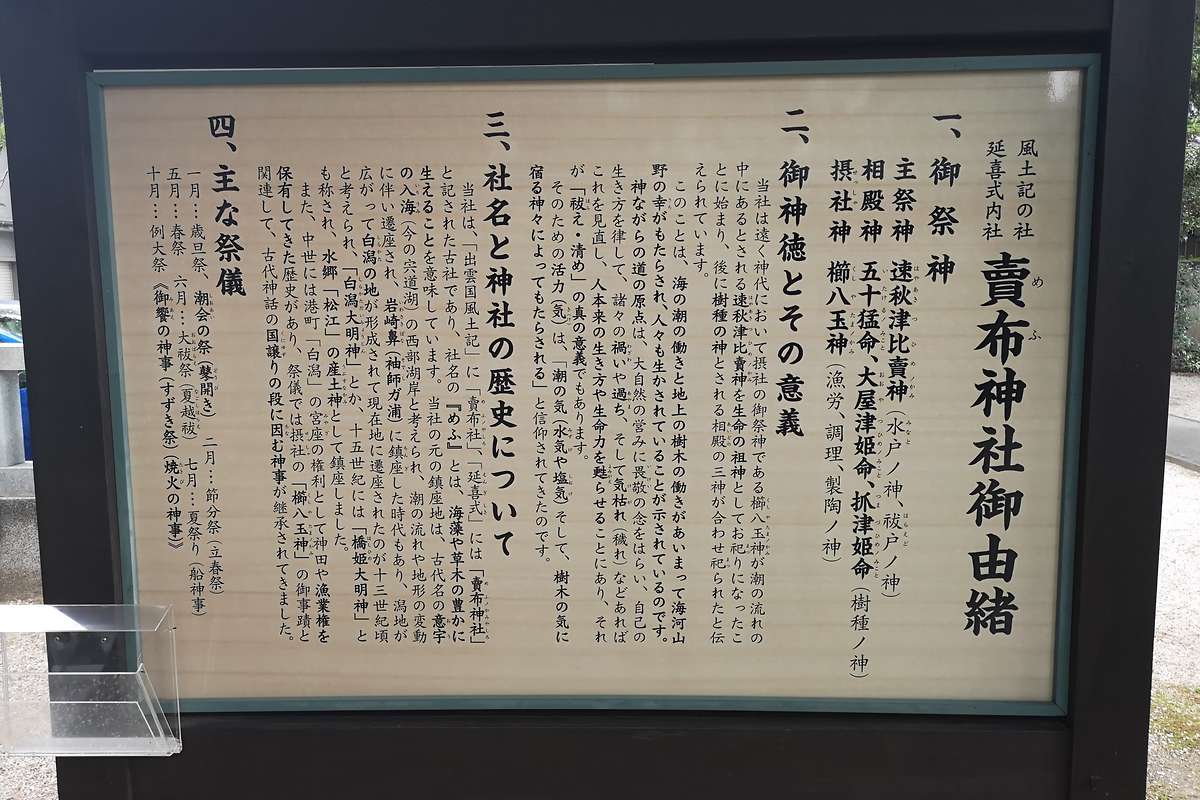 風土記の社
延喜式内社
賣布神社御由緒
一、御祭神
主祭神 速秋津比賣神(水戸ノ神、祓戸ノ神)
相殿神 五十猛命、大屋津姫命、抓津姫命(樹種ノ神)
摂社神 櫛八玉神(漁労、調理、製陶ノ神)
二、御神徳とその意義
当社は遠く神代において摂社の御祭神である櫛八玉神が潮の流れの
中にあるとされる速秋津比賣神を生命の祖神としてお祀りになったこ
とに始まり、後に樹種の神とされる相殿の三神が合わせ祀られたと伝
えられています。
このことは、海の潮の働きと地上の樹木の働きがあいまって海河山
野の幸がもたらされ、人々も生かされていることが示されているのです。
神ながらの道の原点は、大自然の営みに畏敬の念をはらい、自己の
生き方を律して、諸々の禍いや過ち、そして気枯れ(穢れ)などあれば
これを見直し、人本来の生き方や生命力を甦らせることにあり、それ
が「祓え・清め」の真の意義でもあります。
そのための活力(気)は、「潮の気(水気や塩気)そして、樹木の気に
宿る神々によってもたらされる」と信仰されてきたのです。
三、社名と神社の歴史について
当社は、「出雲国風土記」に「賣布社」、「延喜式」には「賣布神社」
と記された古社であり、社名の『めふ』とは、海藻や草木の豊かに
生えることを意味しています。当社の元の鎮座地は、古代名の意宇
の入海(今の宍道湖)の西部湖岸と考えられ、潮の流れや地形の変動
に伴い遷座され、岩崎鼻(袖師ガ浦)に鎮座した時代もあり、潟地が
広がって白潟の地が形成されて現在地に遷座されたのが十三世紀頃
と考えられ、「白潟大明神」とか、十五世紀には「橋姫大明神」と
も称され、水郷「松江」の産土神として鎮座しました。
また、中世には港町「白潟」の宮座の権利として神田や漁業権を
保有してきた歴史があり、祭儀では摂社の「櫛八玉神」の御事蹟と
関連して、古代神話の国譲りの段に因む神事が継承されてきました。
四、主な祭儀
一月…歳旦祭、潮会の祭(鼕開き) 二月…節分祭(立春祭)
五月…春祭 六月…大祓祭(夏越祓) 七月…夏祭り(船神事)
十月…例大祭《御饗の神事(すずき祭)(焼火の神事)》